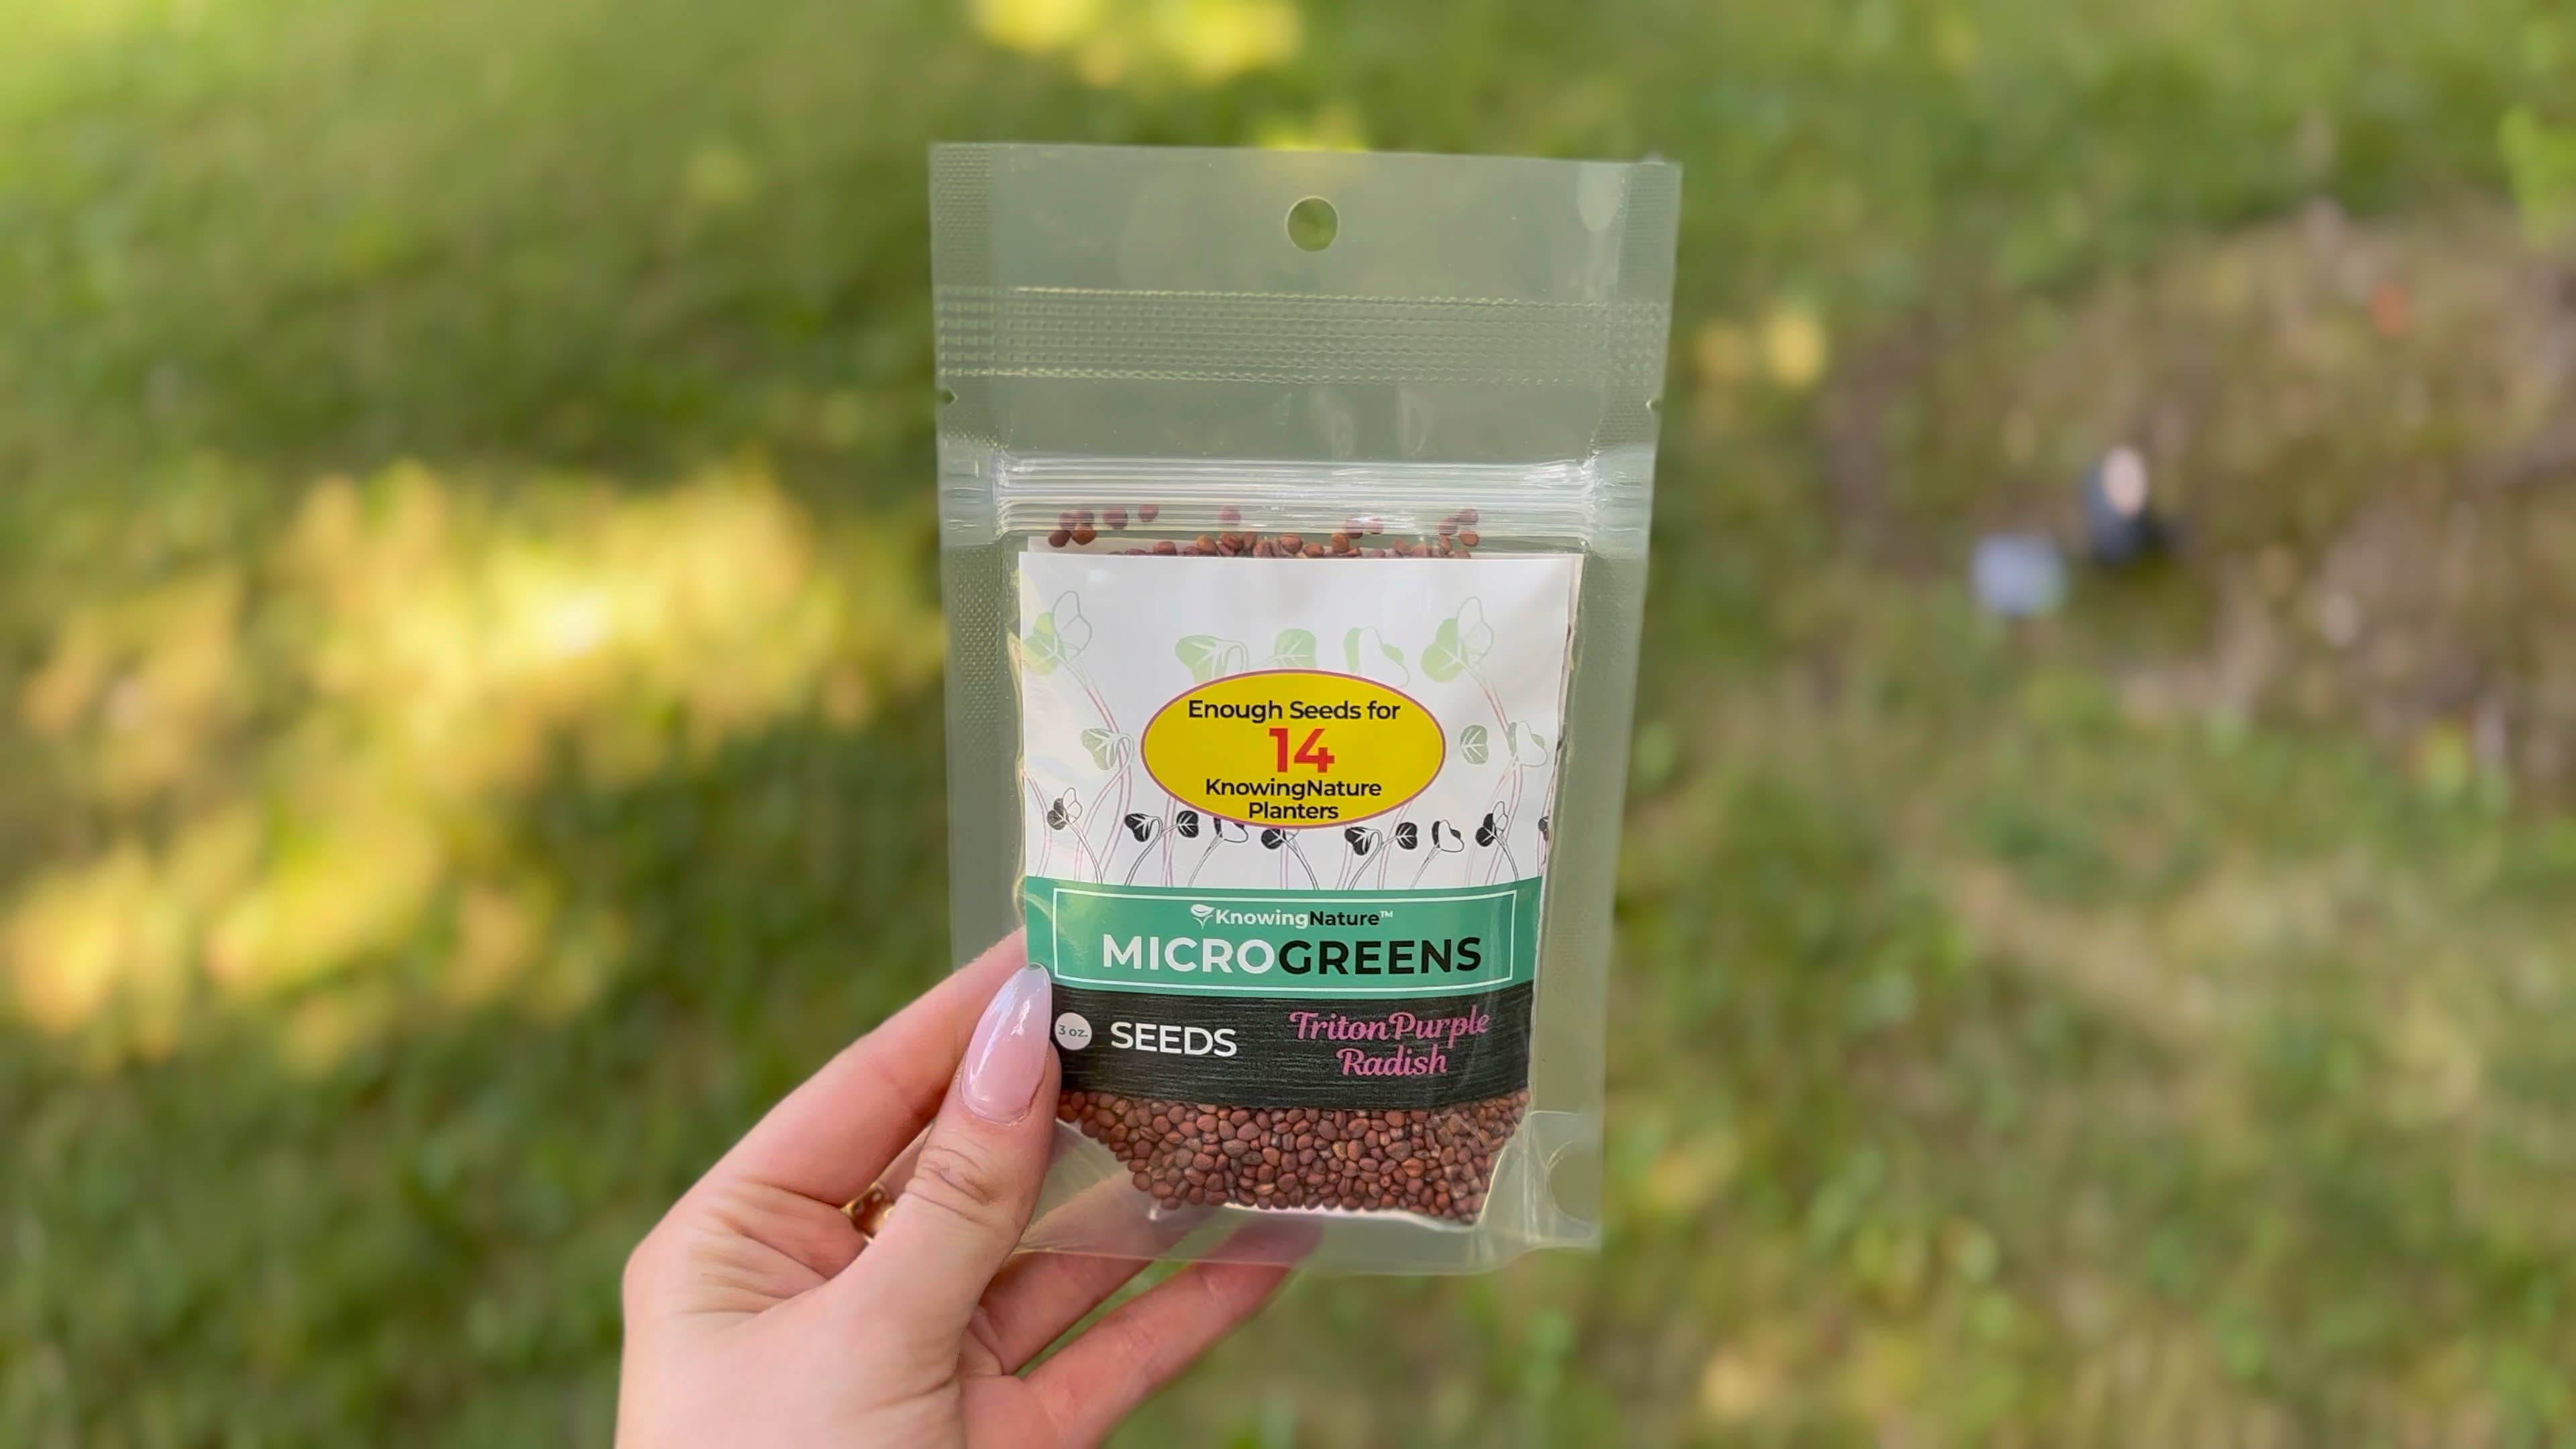 Enough Seeds for
14
KnowingNature
Planters
KnowingNature™
MICROGREENS
3 oz.
SEEDS
Triton Purple
Radish